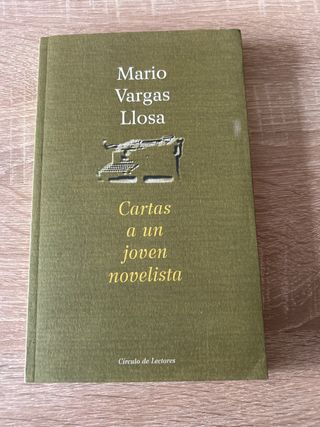 Mario
Vargas
Llosa
Cartas
a un
joven
novelista
Círculo de Lectores